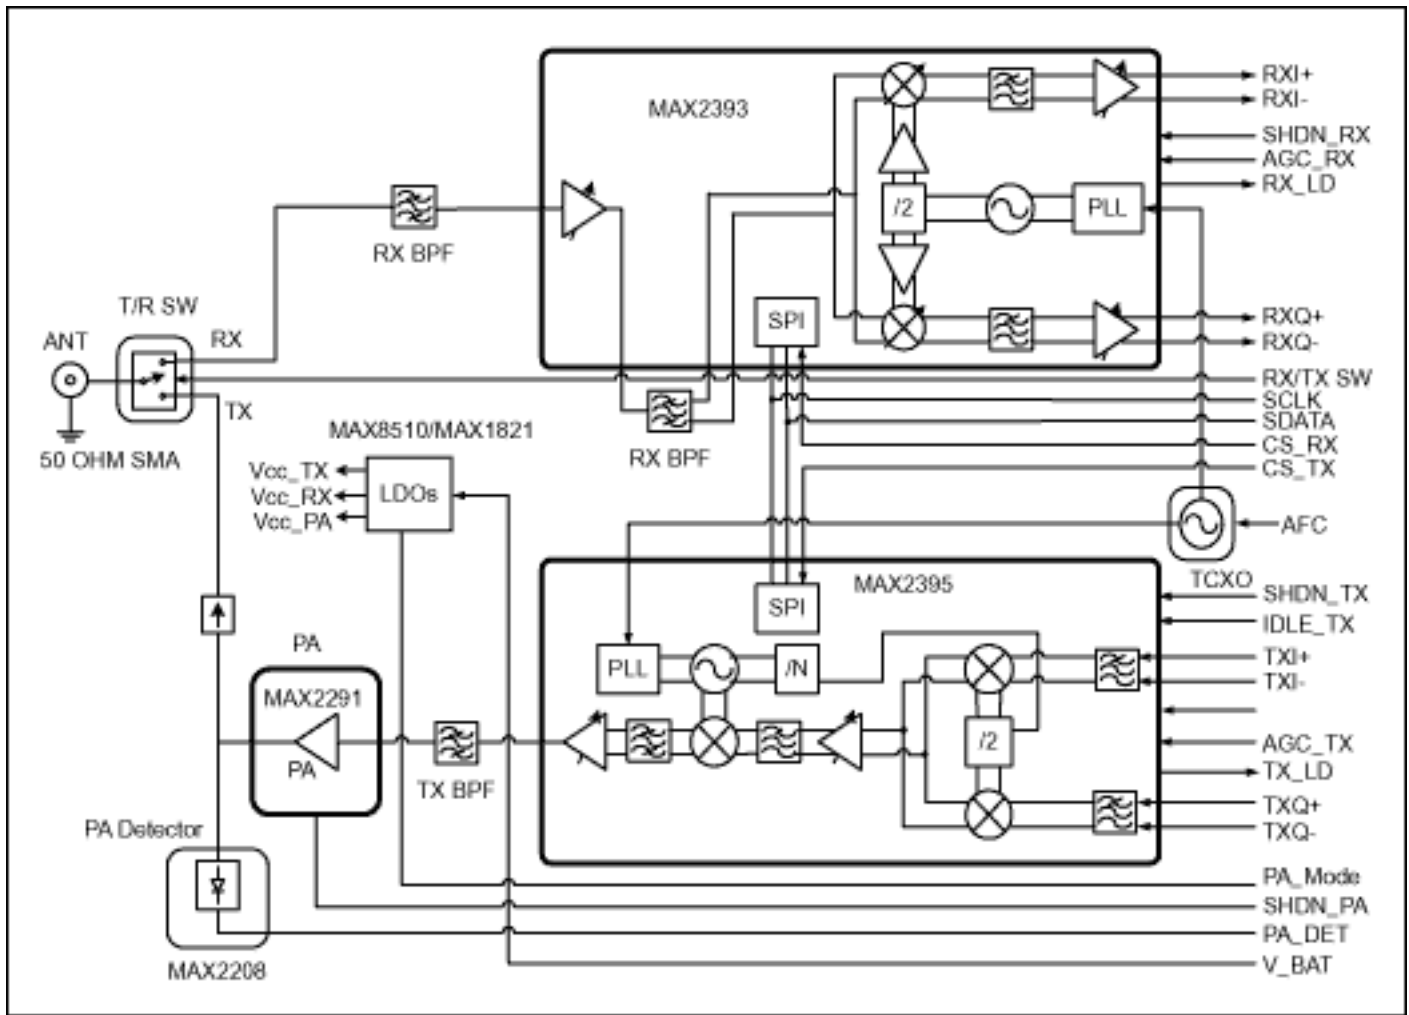 MAX2393
RXI+
RXI-
SHDN_RX
AGC_RX
RX_LD
/2
PLL
RX BPF
T/R SW
ANT
RX
TX
50 OHM SMA
SPI
RXQ+
RXQ-
RX/TX SW
SCLK
SDATA
CS_RX
CS_TX
RX BPF
MAX8510/MAX1821
Vcc_TX
Vcc_RX
Vcc_PA
LDOs
AFC
TCXO
MAX2395
SPI
SHDN_TX
IDLE_TX
TXI+
TXI-
PLL
/N
/2
AGC_TX
TX_LD
TXQ+
TXQ-
PA
MAX2291
PA
TX BPF
PA Detector
MAX2208
PA_Mode
SHDN_PA
PA_DET
V_BAT